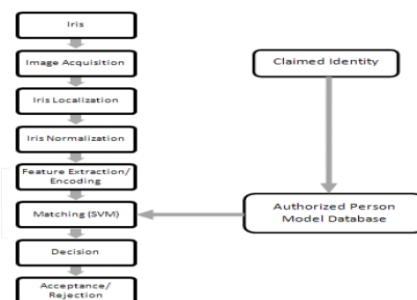 Iris
Image Acquisition
Iris Localization
Iris Normalization
Feature Extraction/
Encoding
Matching (SVM)
Decision
Acceptance/
Rejection
Claimed Identity
Authorized Person
Model Database